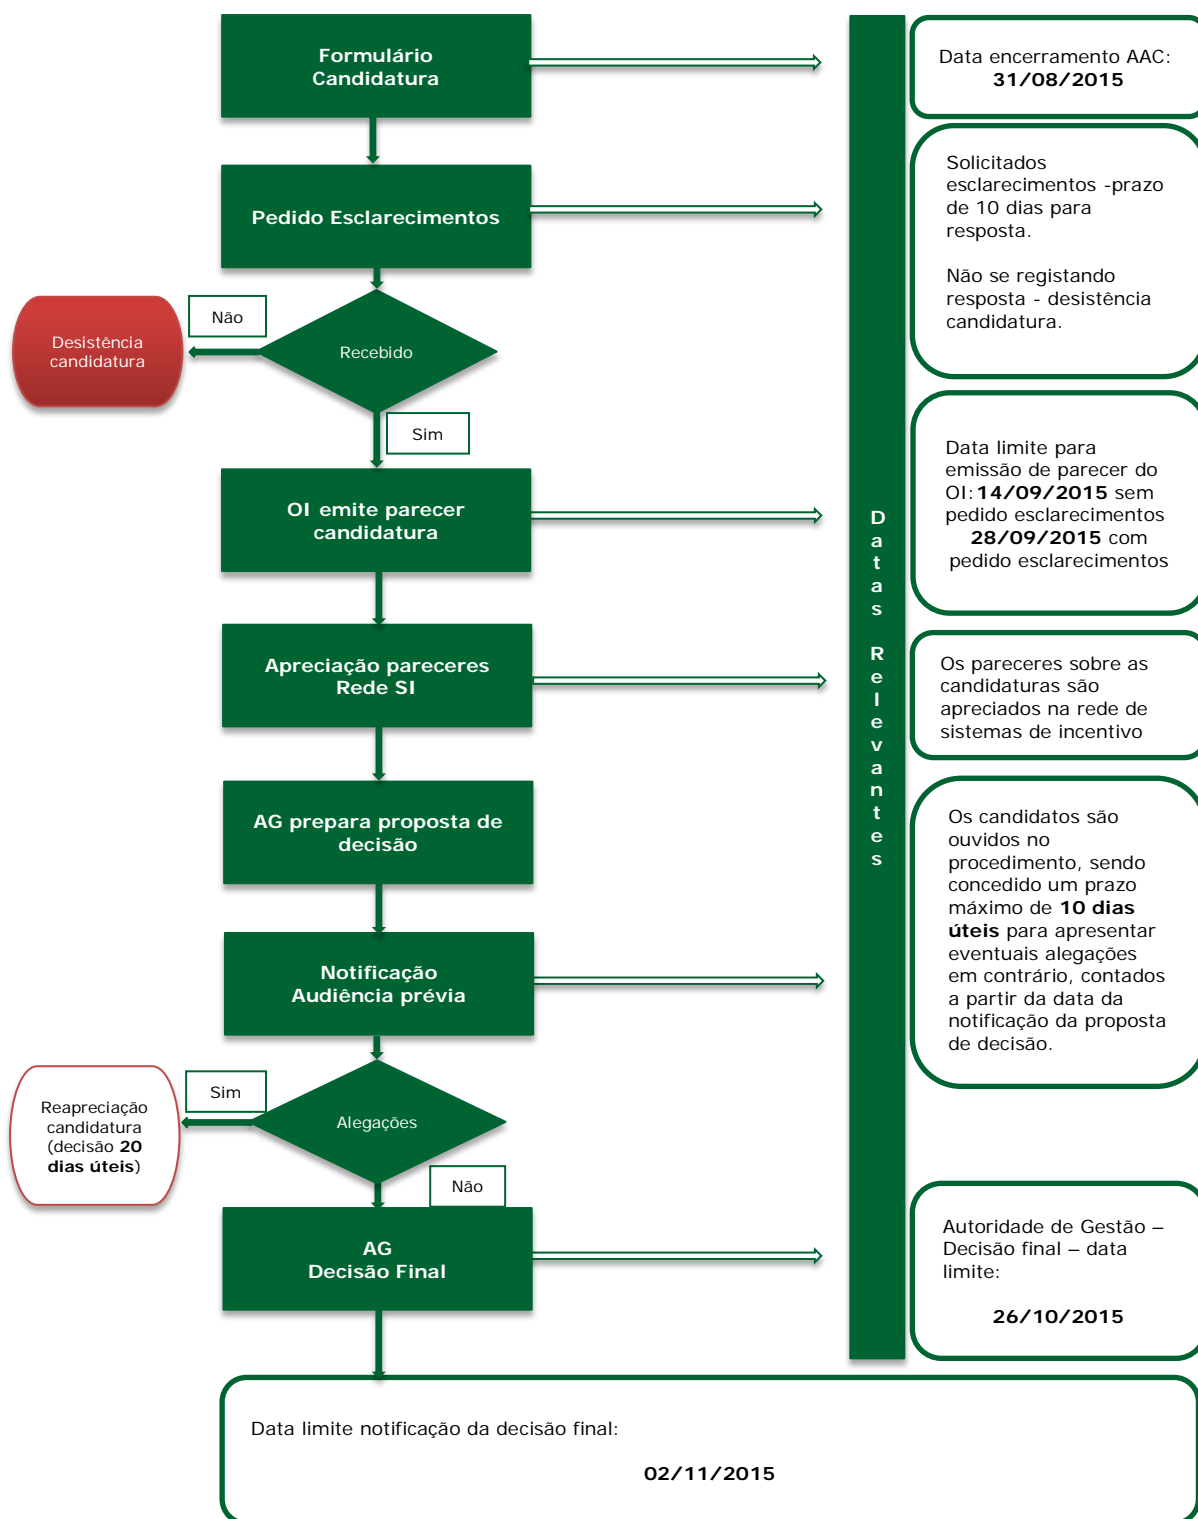 Formulário
Candidatura
Data encerramento AAC:
31/08/2015
Pedido Esclarecimentos
Solicitados
esclarecimentos -prazo
de 10 dias para
resposta.
Não se registando
resposta - desistência
candidatura.
Não
Desistência
candidatura
Recebido
Sim
OI emite parecer
candidatura
Data limite para
emissão de parecer do
OI: 14/09/2015 sem
pedido esclarecimentos
28/09/2015 com
pedido esclarecimentos
Datas Relevantes
Apreciação pareceres
Rede SI
Os pareceres sobre as
candidaturas são
apreciados na rede de
sistemas de incentivo
AG prepara proposta de
decisão
Os candidatos são
ouvidos no
procedimento, sendo
concedido um prazo
máximo de 10 dias
úteis para apresentar
eventuais alegações
em contrário, contados
a partir da data da
notificação da proposta
de decisão.
Notificação
Audiência prévia
Sim
Reapreciação
candidatura
(decisão 20
dias úteis)
Alegações
Não
AG
Decisão Final
Autoridade de Gestão –
Decisão final – data
limite:
26/10/2015
Data limite notificação da decisão final:
02/11/2015